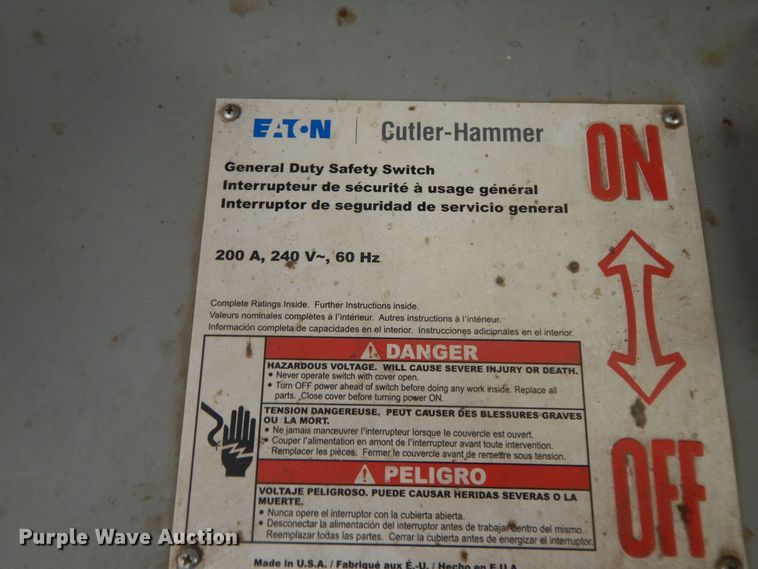 EATON | Cutler-Hammer
ON
General Duty Safety Switch
Interrupteur de sécurité à usage général
Interruptor de seguridad de servicio general
200 A, 240 V~, 60 Hz
Complete Ratings Inside. Further Instructions inside.
Valeurs nominales complètes à l'intérieur. Autres instructions à l'intérieur.
Información completa de capacidades en el interior. Instrucciones adicionales en el interior.
DANGER
HAZARDOUS VOLTAGE. WILL CAUSE SEVERE INJURY OR DEATH.
• Never operate switch with cover open.
• Turn OFF power ahead of switch before doing any work inside. Replace all
parts. Close cover before turning power ON.
TENSION DANGEREUSE. PEUT CAUSER DES BLESSURES GRAVES
OU LA MORT.
• Ne jamais manœuvrer l'interrupteur lorsque le couvercle est ouvert.
• Couper l'alimentation en amont de l'interrupteur avant toute intervention.
Remplacer les pièces. Fermer le couvercle avant de remettre sous tension.
OFF
PELIGRO
VOLTAJE PELIGROSO. PUEDE CAUSAR HERIDAS SEVERAS O LA
MUERTE.
• Nunca opere el interruptor con la cubierta abierta.
• Desconectar la alimentación del interruptor antes de trabajar dentro del mismo.
Reemplazar todas las partes. Cerrar la cubierta antes de energizar el interruptor.
Made in U.S.A. / Fabriqué aux É.-U. / Hecho en E.U.A.
Purple Wave Auction